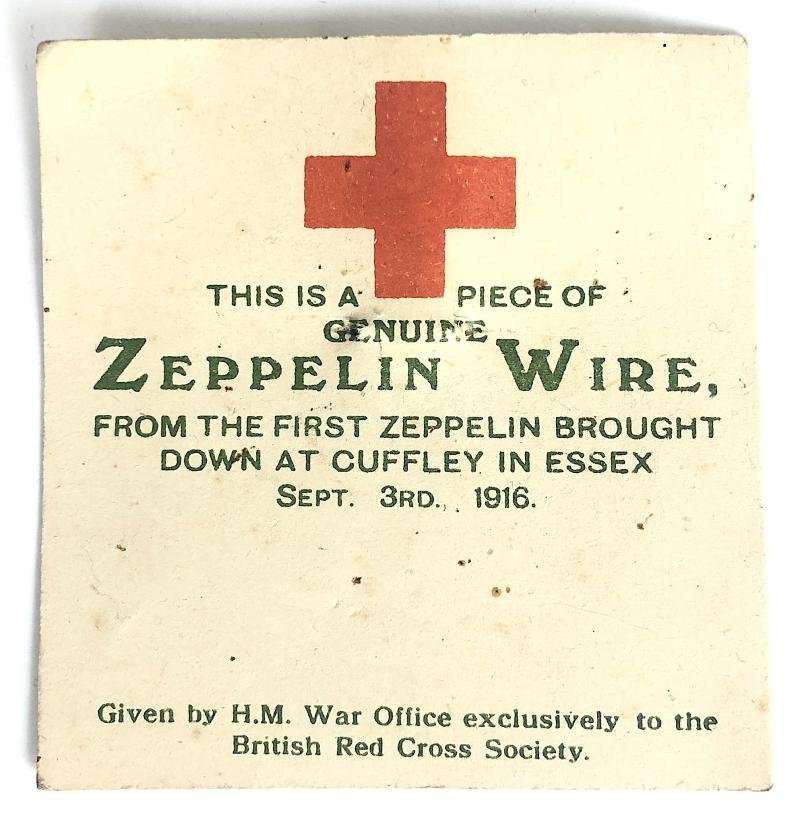 THIS IS A PIECE OF
GENUINE
ZEPPELIN WIRE,
FROM THE FIRST ZEPPELIN BROUGHT
DOWN AT CUFFLEY IN ESSEX
SEPT. 3RD., 1916.
Given by H.M. War Office exclusively to the
British Red Cross Society.